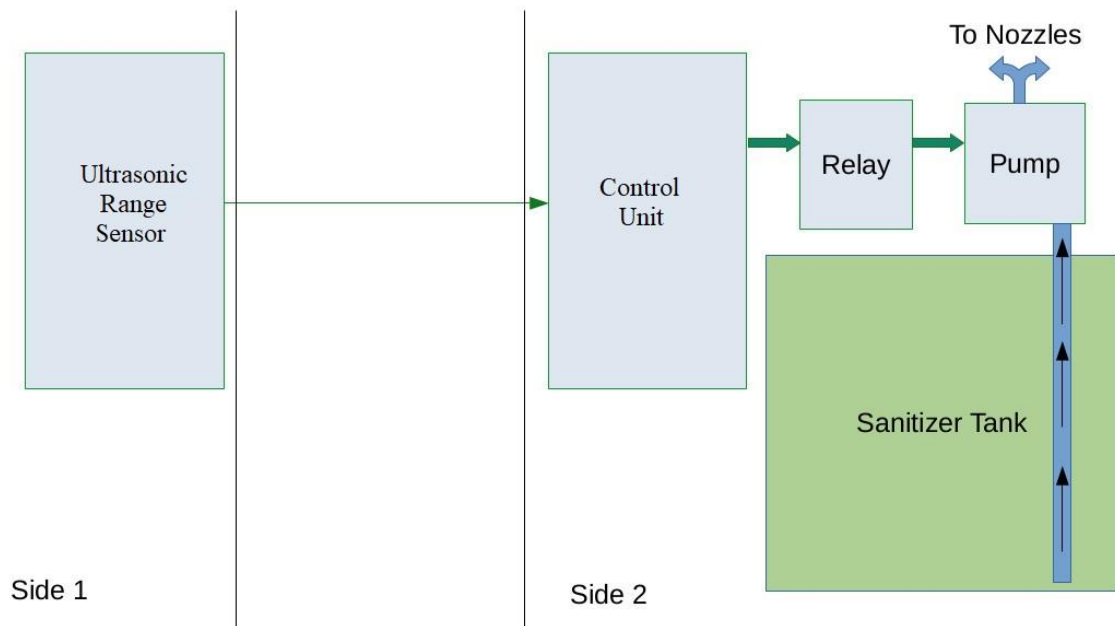 To Nozzles
Ultrasonic
Range
Sensor
Control
Unit
Relay
Pump
Sanitizer Tank
Side 1
Side 2